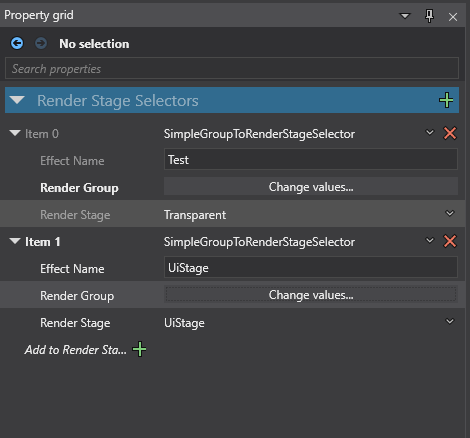 Property grid
No selection
Search properties
Render Stage Selectors
Item 0 SimpleGroupToRenderStageSelector
Effect Name Test
Render Group Change values...
Render Stage Transparent
Item 1 SimpleGroupToRenderStageSelector
Effect Name UiStage
Render Group Change values...
Render Stage UiStage
Add to Render Sta...